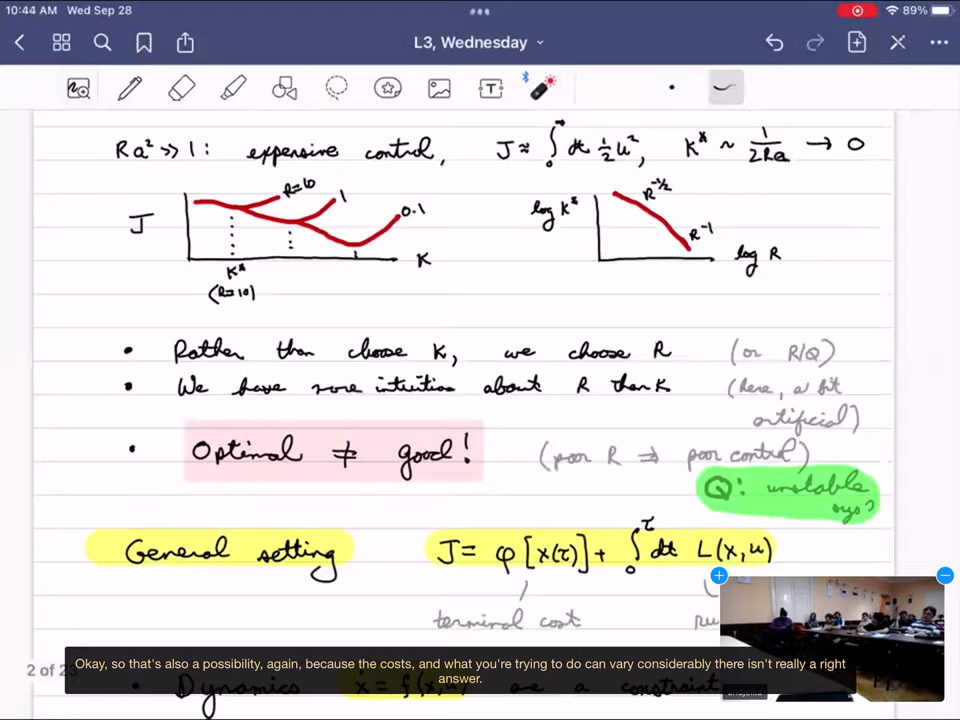 10:44 AM Wed Sep 28
89%
L3, Wednesday
Ra² >> 1: expensive control, J ≈ ∫₀^∞ dt ½u², K* ~ 1/2Ra → 0
J
R=10
1
0.1
K
K*
(R=10)
log K*
R^-1/2
R^-1
log R
• Rather than choose K, we choose R (or R/Q)
• We have more intuition about R than K (here, a bit
artificial)
• Optimal ≠ good! (poor R ⇒ poor control)
Q: unstable
sys?
General setting J = φ[x(τ)] + ∫₀^τ dt L(x,u)
terminal cost
Okay, so that's also a possibility, again, because the costs, and what you're trying to do can vary considerably there isn't really a right
answer.
2 of 2
• Dynamics ẋ = f(x,u) are a constraint